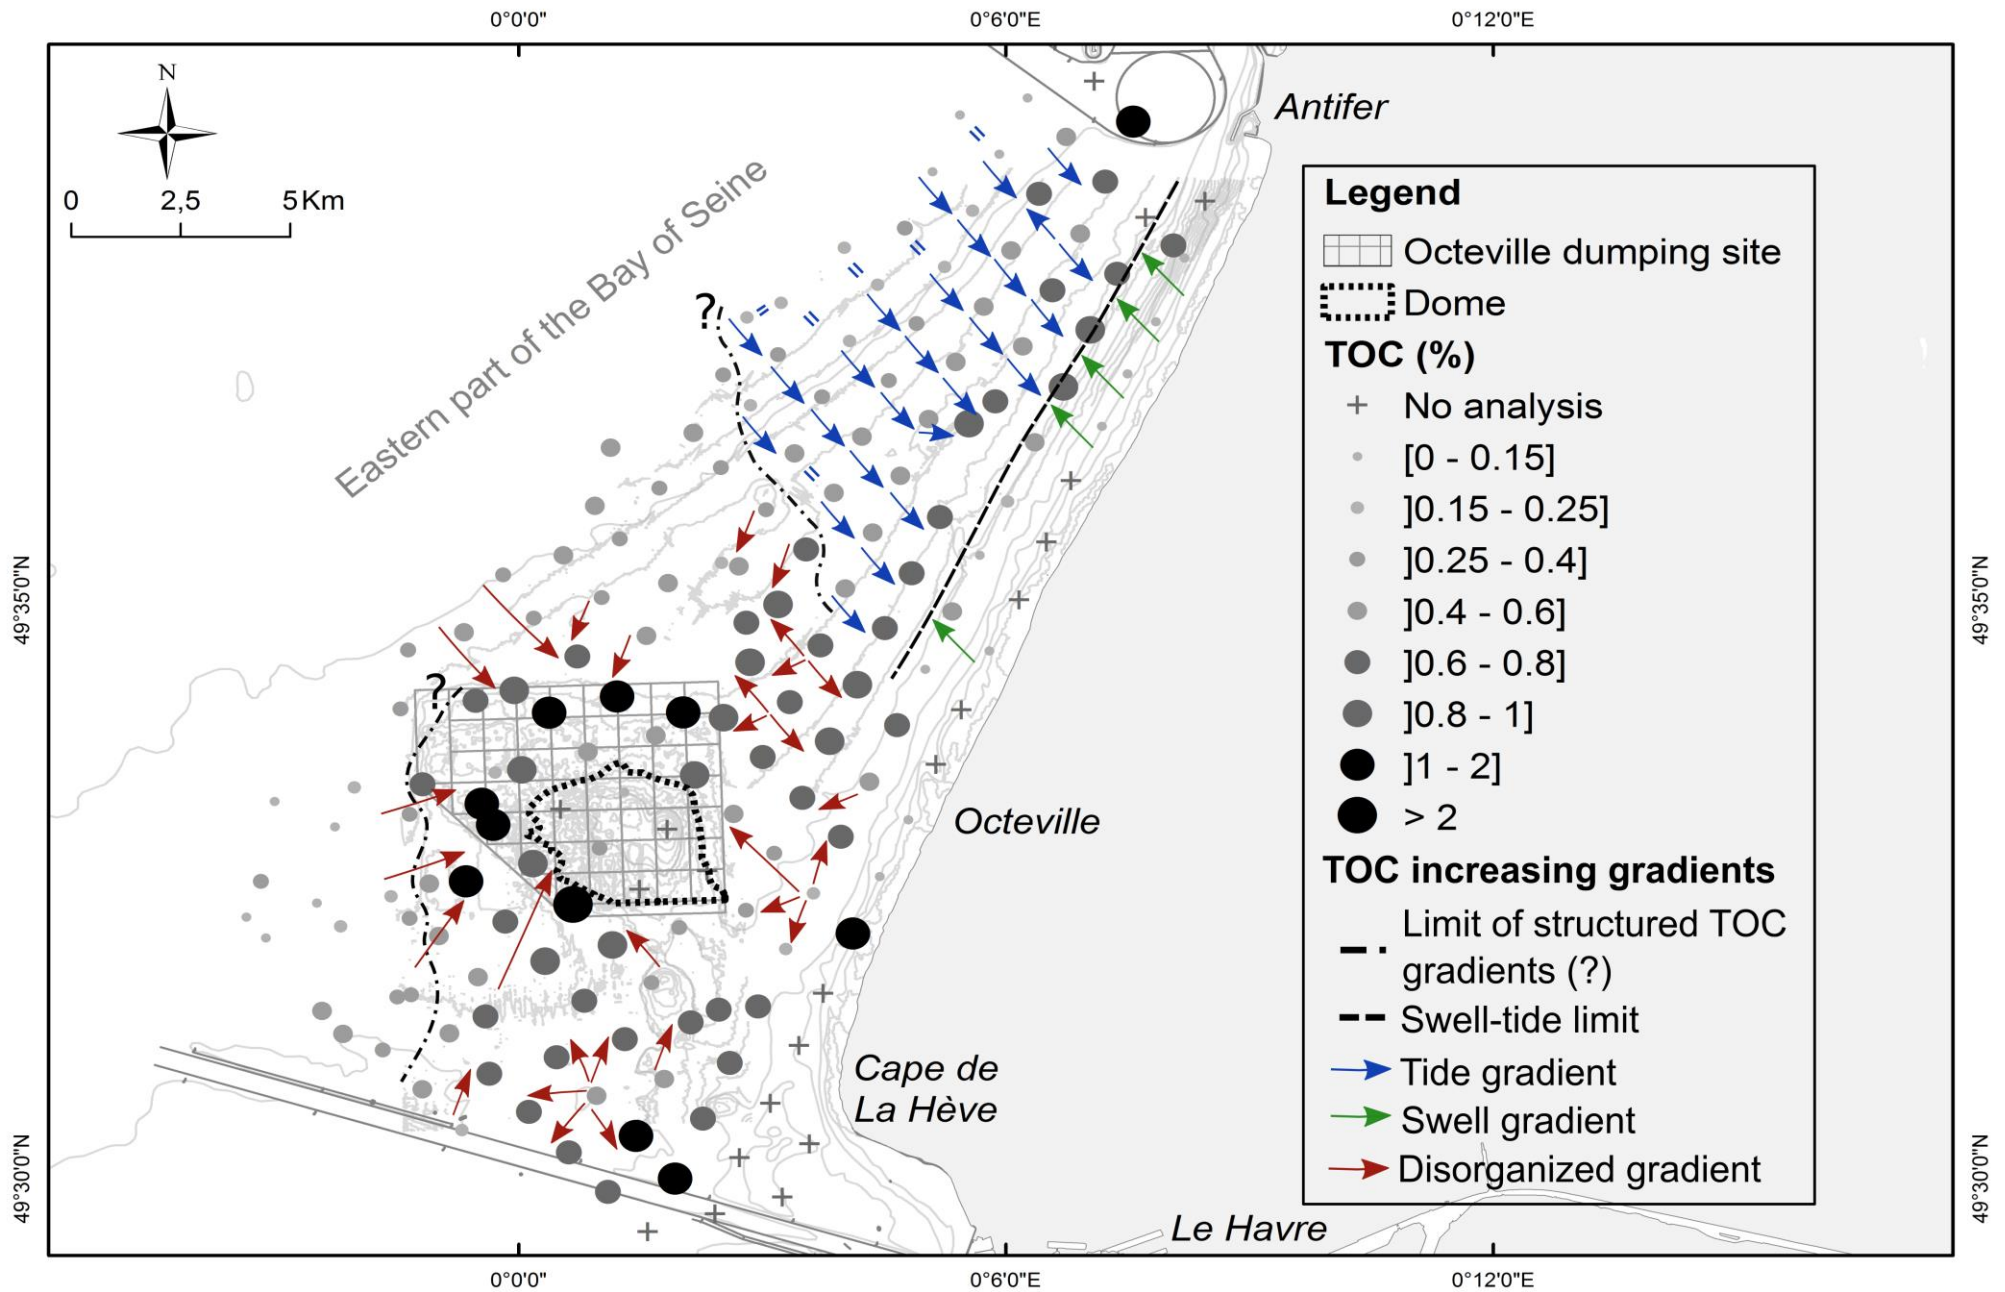 0°0'0"
0°6'0"E
0°12'0"E
N
0
2,5
5 Km
Antifer
Eastern part of the Bay of Seine
?
?
49°35'0"N
49°35'0"N
Octeville
Cape de
La Hève
49°30'0"N
49°30'0"N
Le Havre
Legend
Octeville dumping site
Dome
TOC (%)
No analysis
[0 - 0.15]
]0.15 - 0.25]
]0.25 - 0.4]
]0.4 - 0.6]
]0.6 - 0.8]
]0.8 - 1]
]1 - 2]
> 2
TOC increasing gradients
Limit of structured TOC
gradients (?)
Swell-tide limit
Tide gradient
Swell gradient
Disorganized gradient
0°0'0"
0°6'0"E
0°12'0"E